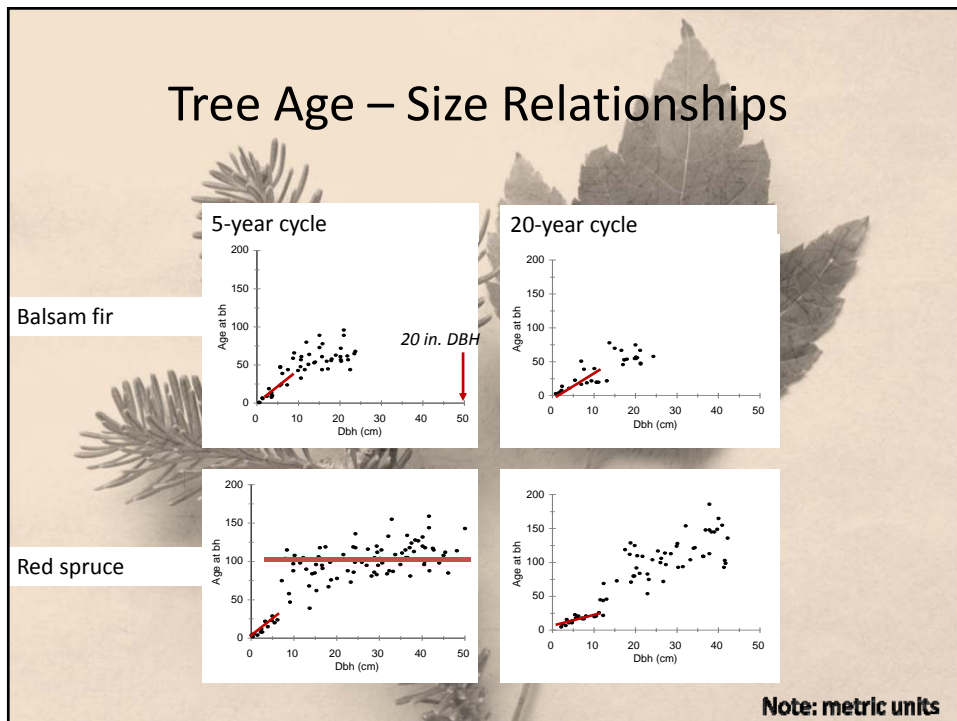 Tree Age – Size Relationships
5-year cycle
20-year cycle
Balsam fir
200
150
100
50
0
Age at bh
0 10 20 30 40 50
Dbh (cm)
20 in. DBH
200
150
100
50
0
Age at bh
0 10 20 30 40 50
Dbh (cm)
Red spruce
200
150
100
50
0
Age at bh
0 10 20 30 40 50
Dbh (cm)
200
150
100
50
0
Age at bh
0 10 20 30 40 50
Dbh (cm)
Note: metric units